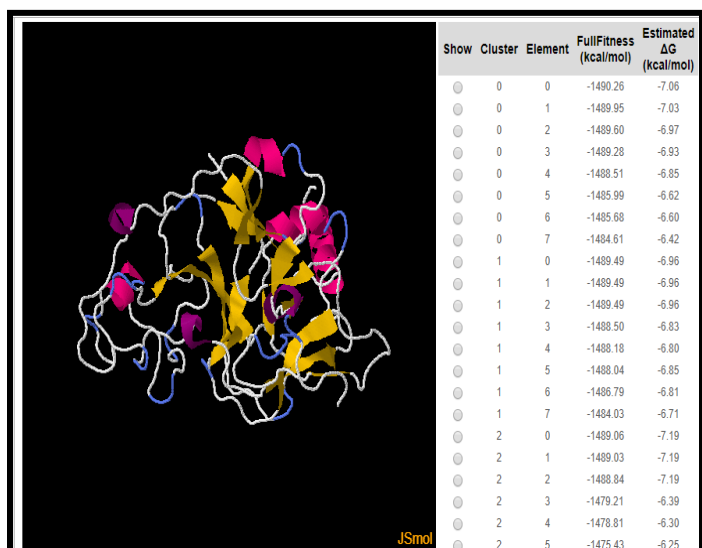 Show Cluster Element FullFitness (kcal/mol) Estimated ΔG (kcal/mol)
0 0 -1490.26 -7.06
0 1 -1489.95 -7.03
0 2 -1489.60 -6.97
0 3 -1489.28 -6.93
0 4 -1488.51 -6.85
0 5 -1485.99 -6.62
0 6 -1485.68 -6.60
0 7 -1484.61 -6.42
1 0 -1489.49 -6.96
1 1 -1489.49 -6.96
1 2 -1489.49 -6.96
1 3 -1488.50 -6.83
1 4 -1488.18 -6.80
1 5 -1488.04 -6.85
1 6 -1486.79 -6.81
1 7 -1484.03 -6.71
2 0 -1489.06 -7.19
2 1 -1489.03 -7.19
2 2 -1488.84 -7.19
2 3 -1479.21 -6.39
2 4 -1478.81 -6.30
2 5 -1475.43 -6.25
JSmol